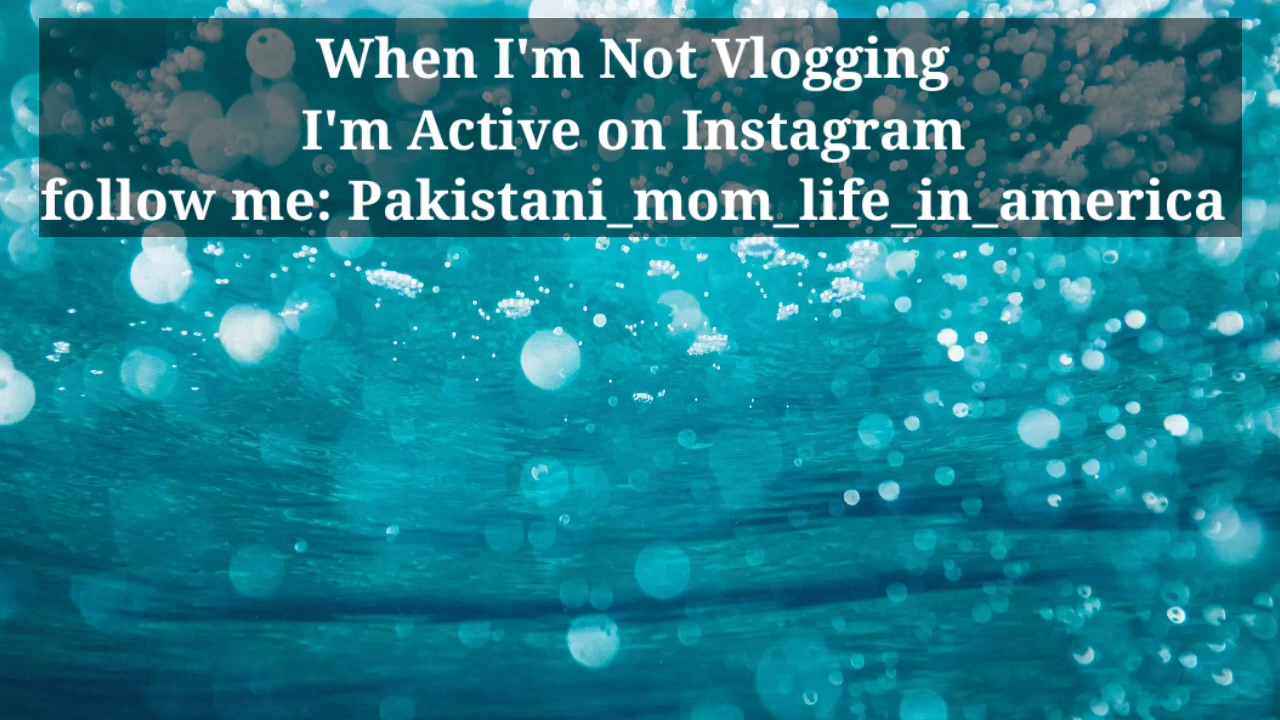 When I'm Not Vlogging
I'm Active on Instagram
follow me: Pakistani_mom_life_in_america